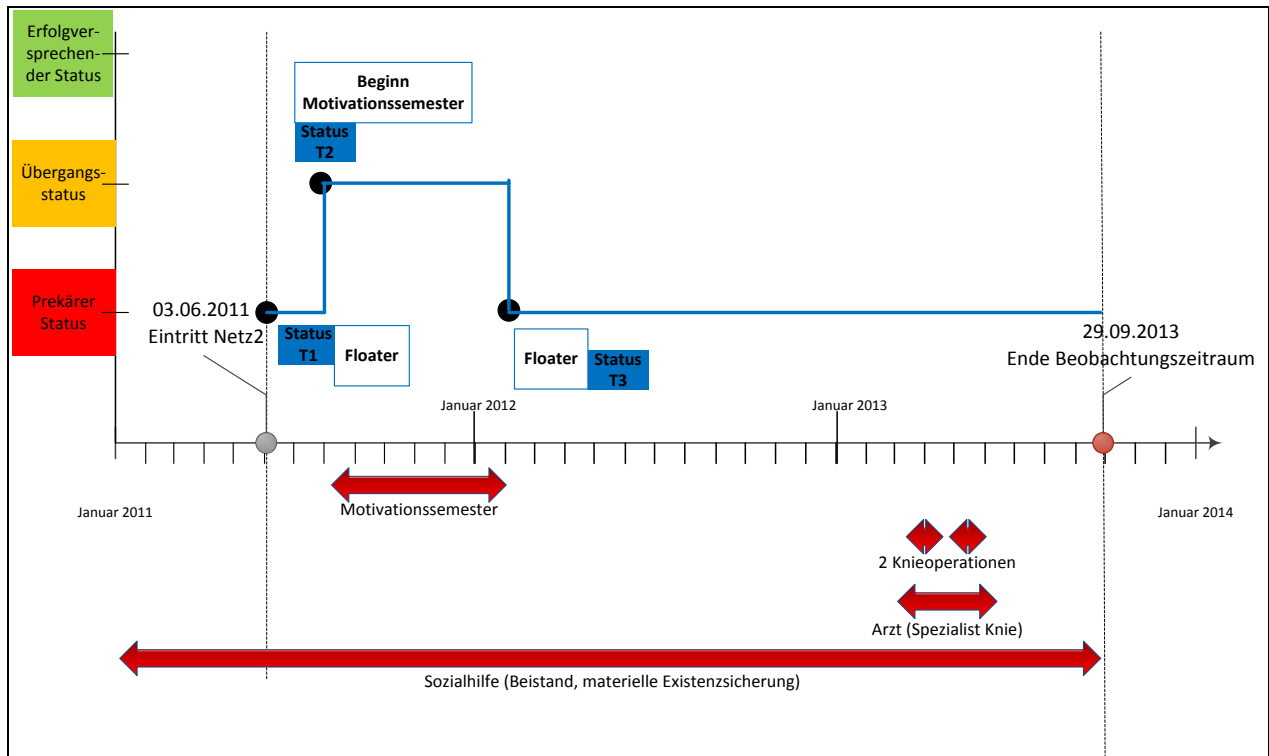 Erfolgver-
sprechen-
der Status
Beginn
Motivationssemester
Status
T2
Übergangs-
status
Prekärer
Status
03.06.2011
Eintritt Netz2
Status
T1
Floater
Floater
Status
T3
29.09.2013
Ende Beobachtungszeitraum
Januar 2012
Januar 2013
Motivationssemester
Januar 2011
Januar 2014
2 Knieoperationen
Arzt (Spezialist Knie)
Sozialhilfe (Beistand, materielle Existenzsicherung)